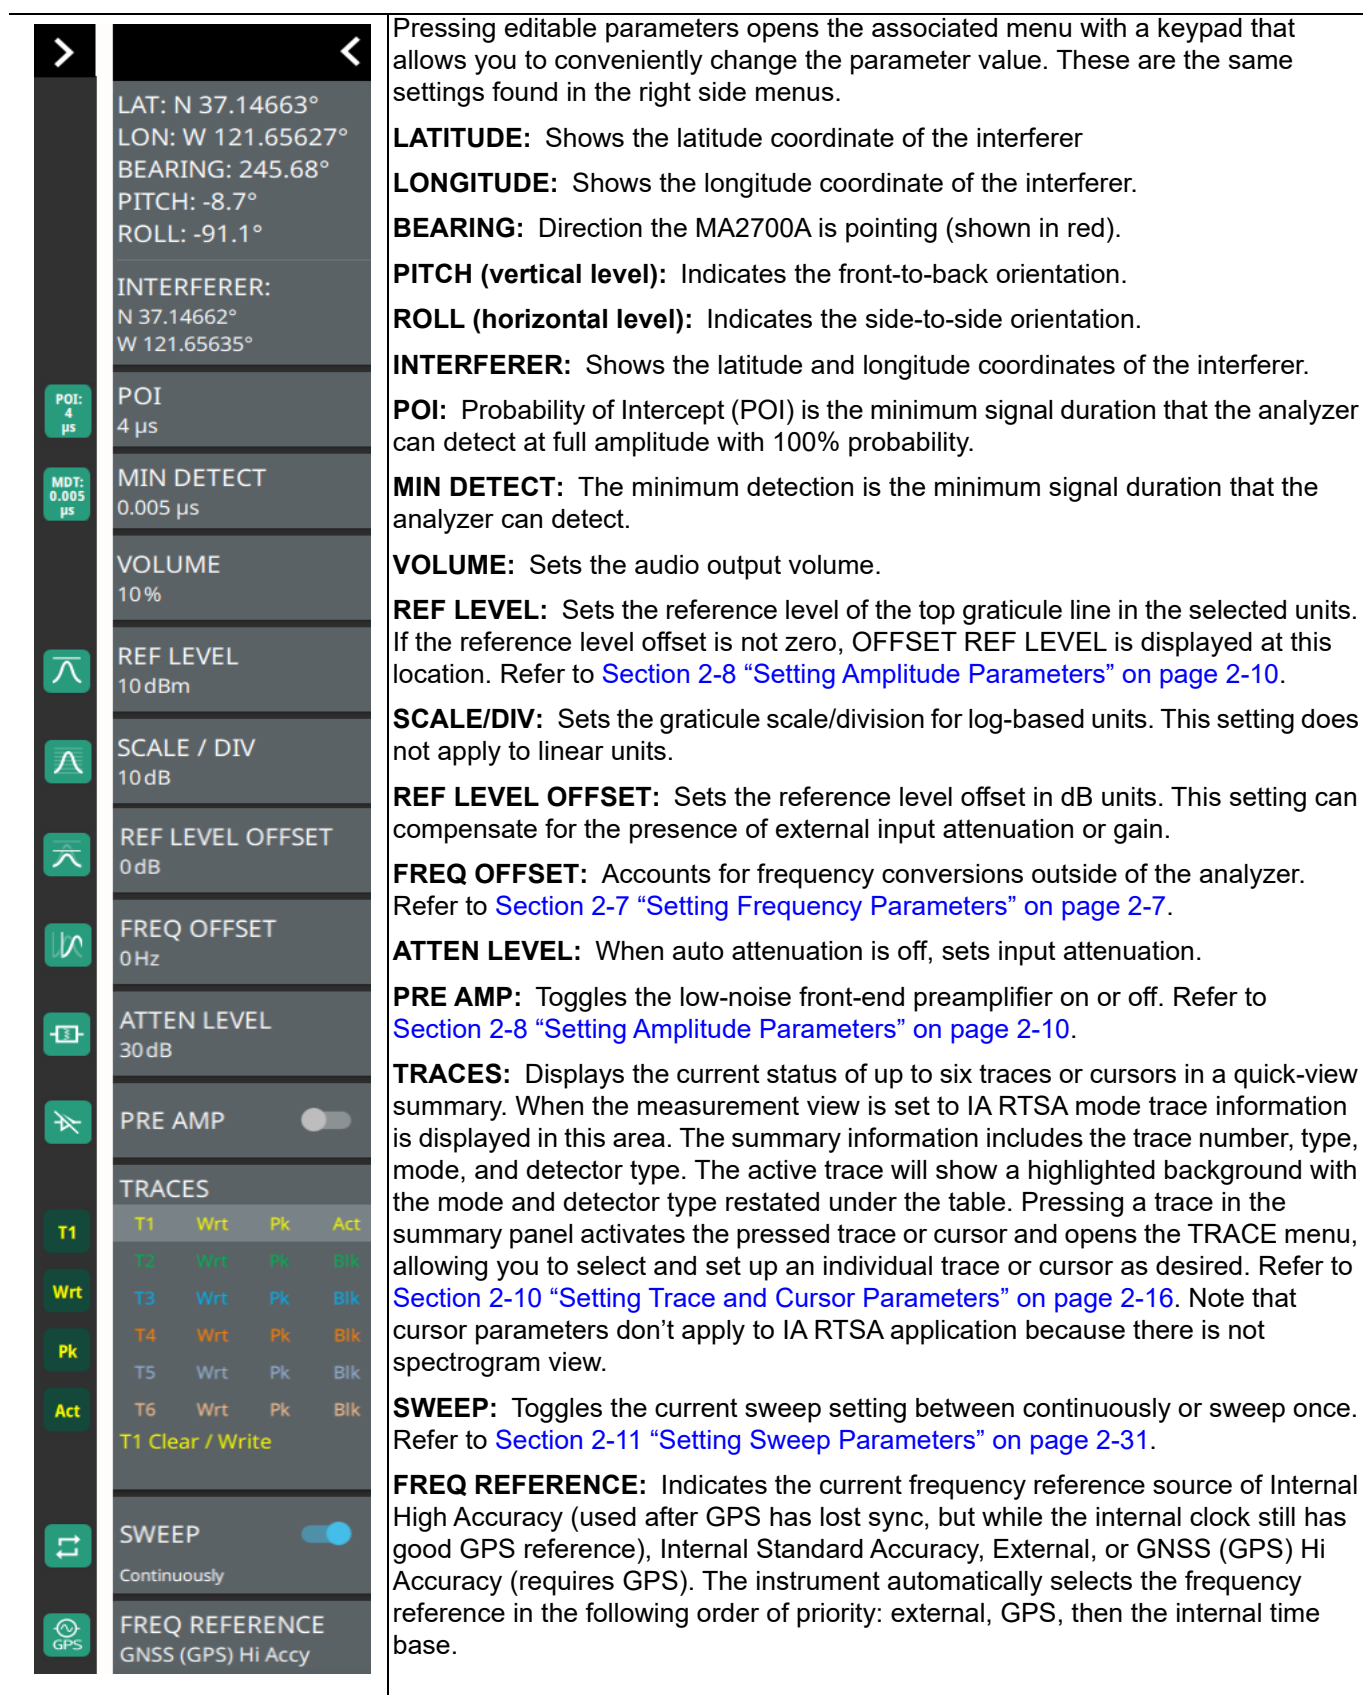 LAT: N 37.14663°
LON: W 121.65627°
BEARING: 245.68°
PITCH: -8.7°
ROLL: -91.1°
INTERFERER:
N 37.14662°
W 121.65635°
POI:
4
µs
POI
4 µs
MDT:
0.005
µs
MIN DETECT
0.005 µs
VOLUME
10%
REF LEVEL
10 dBm
SCALE / DIV
10 dB
REF LEVEL OFFSET
0 dB
FREQ OFFSET
0 Hz
ATTEN LEVEL
30 dB
PRE AMP
TRACES
T1
Wrt
Pk
Act
T1 Wrt Pk Act
T2 Wrt Pk Blk
T3 Wrt Pk Blk
T4 Wrt Pk Blk
T5 Wrt Pk Blk
T6 Wrt Pk Blk
T1 Clear / Write
SWEEP
Continuously
GPS
FREQ REFERENCE
GNSS (GPS) Hi Accy
Pressing editable parameters opens the associated menu with a keypad that
allows you to conveniently change the parameter value. These are the same
settings found in the right side menus.
LATITUDE: Shows the latitude coordinate of the interferer
LONGITUDE: Shows the longitude coordinate of the interferer.
BEARING: Direction the MA2700A is pointing (shown in red).
PITCH (vertical level): Indicates the front-to-back orientation.
ROLL (horizontal level): Indicates the side-to-side orientation.
INTERFERER: Shows the latitude and longitude coordinates of the interferer.
POI: Probability of Intercept (POI) is the minimum signal duration that the analyzer
can detect at full amplitude with 100% probability.
MIN DETECT: The minimum detection is the minimum signal duration that the
analyzer can detect.
VOLUME: Sets the audio output volume.
REF LEVEL: Sets the reference level of the top graticule line in the selected units.
If the reference level offset is not zero, OFFSET REF LEVEL is displayed at this
location. Refer to Section 2-8 “Setting Amplitude Parameters” on page 2-10.
SCALE/DIV: Sets the graticule scale/division for log-based units. This setting does
not apply to linear units.
REF LEVEL OFFSET: Sets the reference level offset in dB units. This setting can
compensate for the presence of external input attenuation or gain.
FREQ OFFSET: Accounts for frequency conversions outside of the analyzer.
Refer to Section 2-7 “Setting Frequency Parameters” on page 2-7.
ATTEN LEVEL: When auto attenuation is off, sets input attenuation.
PRE AMP: Toggles the low-noise front-end preamplifier on or off. Refer to
Section 2-8 “Setting Amplitude Parameters” on page 2-10.
TRACES: Displays the current status of up to six traces or cursors in a quick-view
summary. When the measurement view is set to IA RTSA mode trace information
is displayed in this area. The summary information includes the trace number, type,
mode, and detector type. The active trace will show a highlighted background with
the mode and detector type restated under the table. Pressing a trace in the
summary panel activates the pressed trace or cursor and opens the TRACE menu,
allowing you to select and set up an individual trace or cursor as desired. Refer to
Section 2-10 “Setting Trace and Cursor Parameters” on page 2-16. Note that
cursor parameters don’t apply to IA RTSA application because there is not
spectrogram view.
SWEEP: Toggles the current sweep setting between continuously or sweep once.
Refer to Section 2-11 “Setting Sweep Parameters” on page 2-31.
FREQ REFERENCE: Indicates the current frequency reference source of Internal
High Accuracy (used after GPS has lost sync, but while the internal clock still has
good GPS reference), Internal Standard Accuracy, External, or GNSS (GPS) Hi
Accuracy (requires GPS). The instrument automatically selects the frequency
reference in the following order of priority: external, GPS, then the internal time
base.